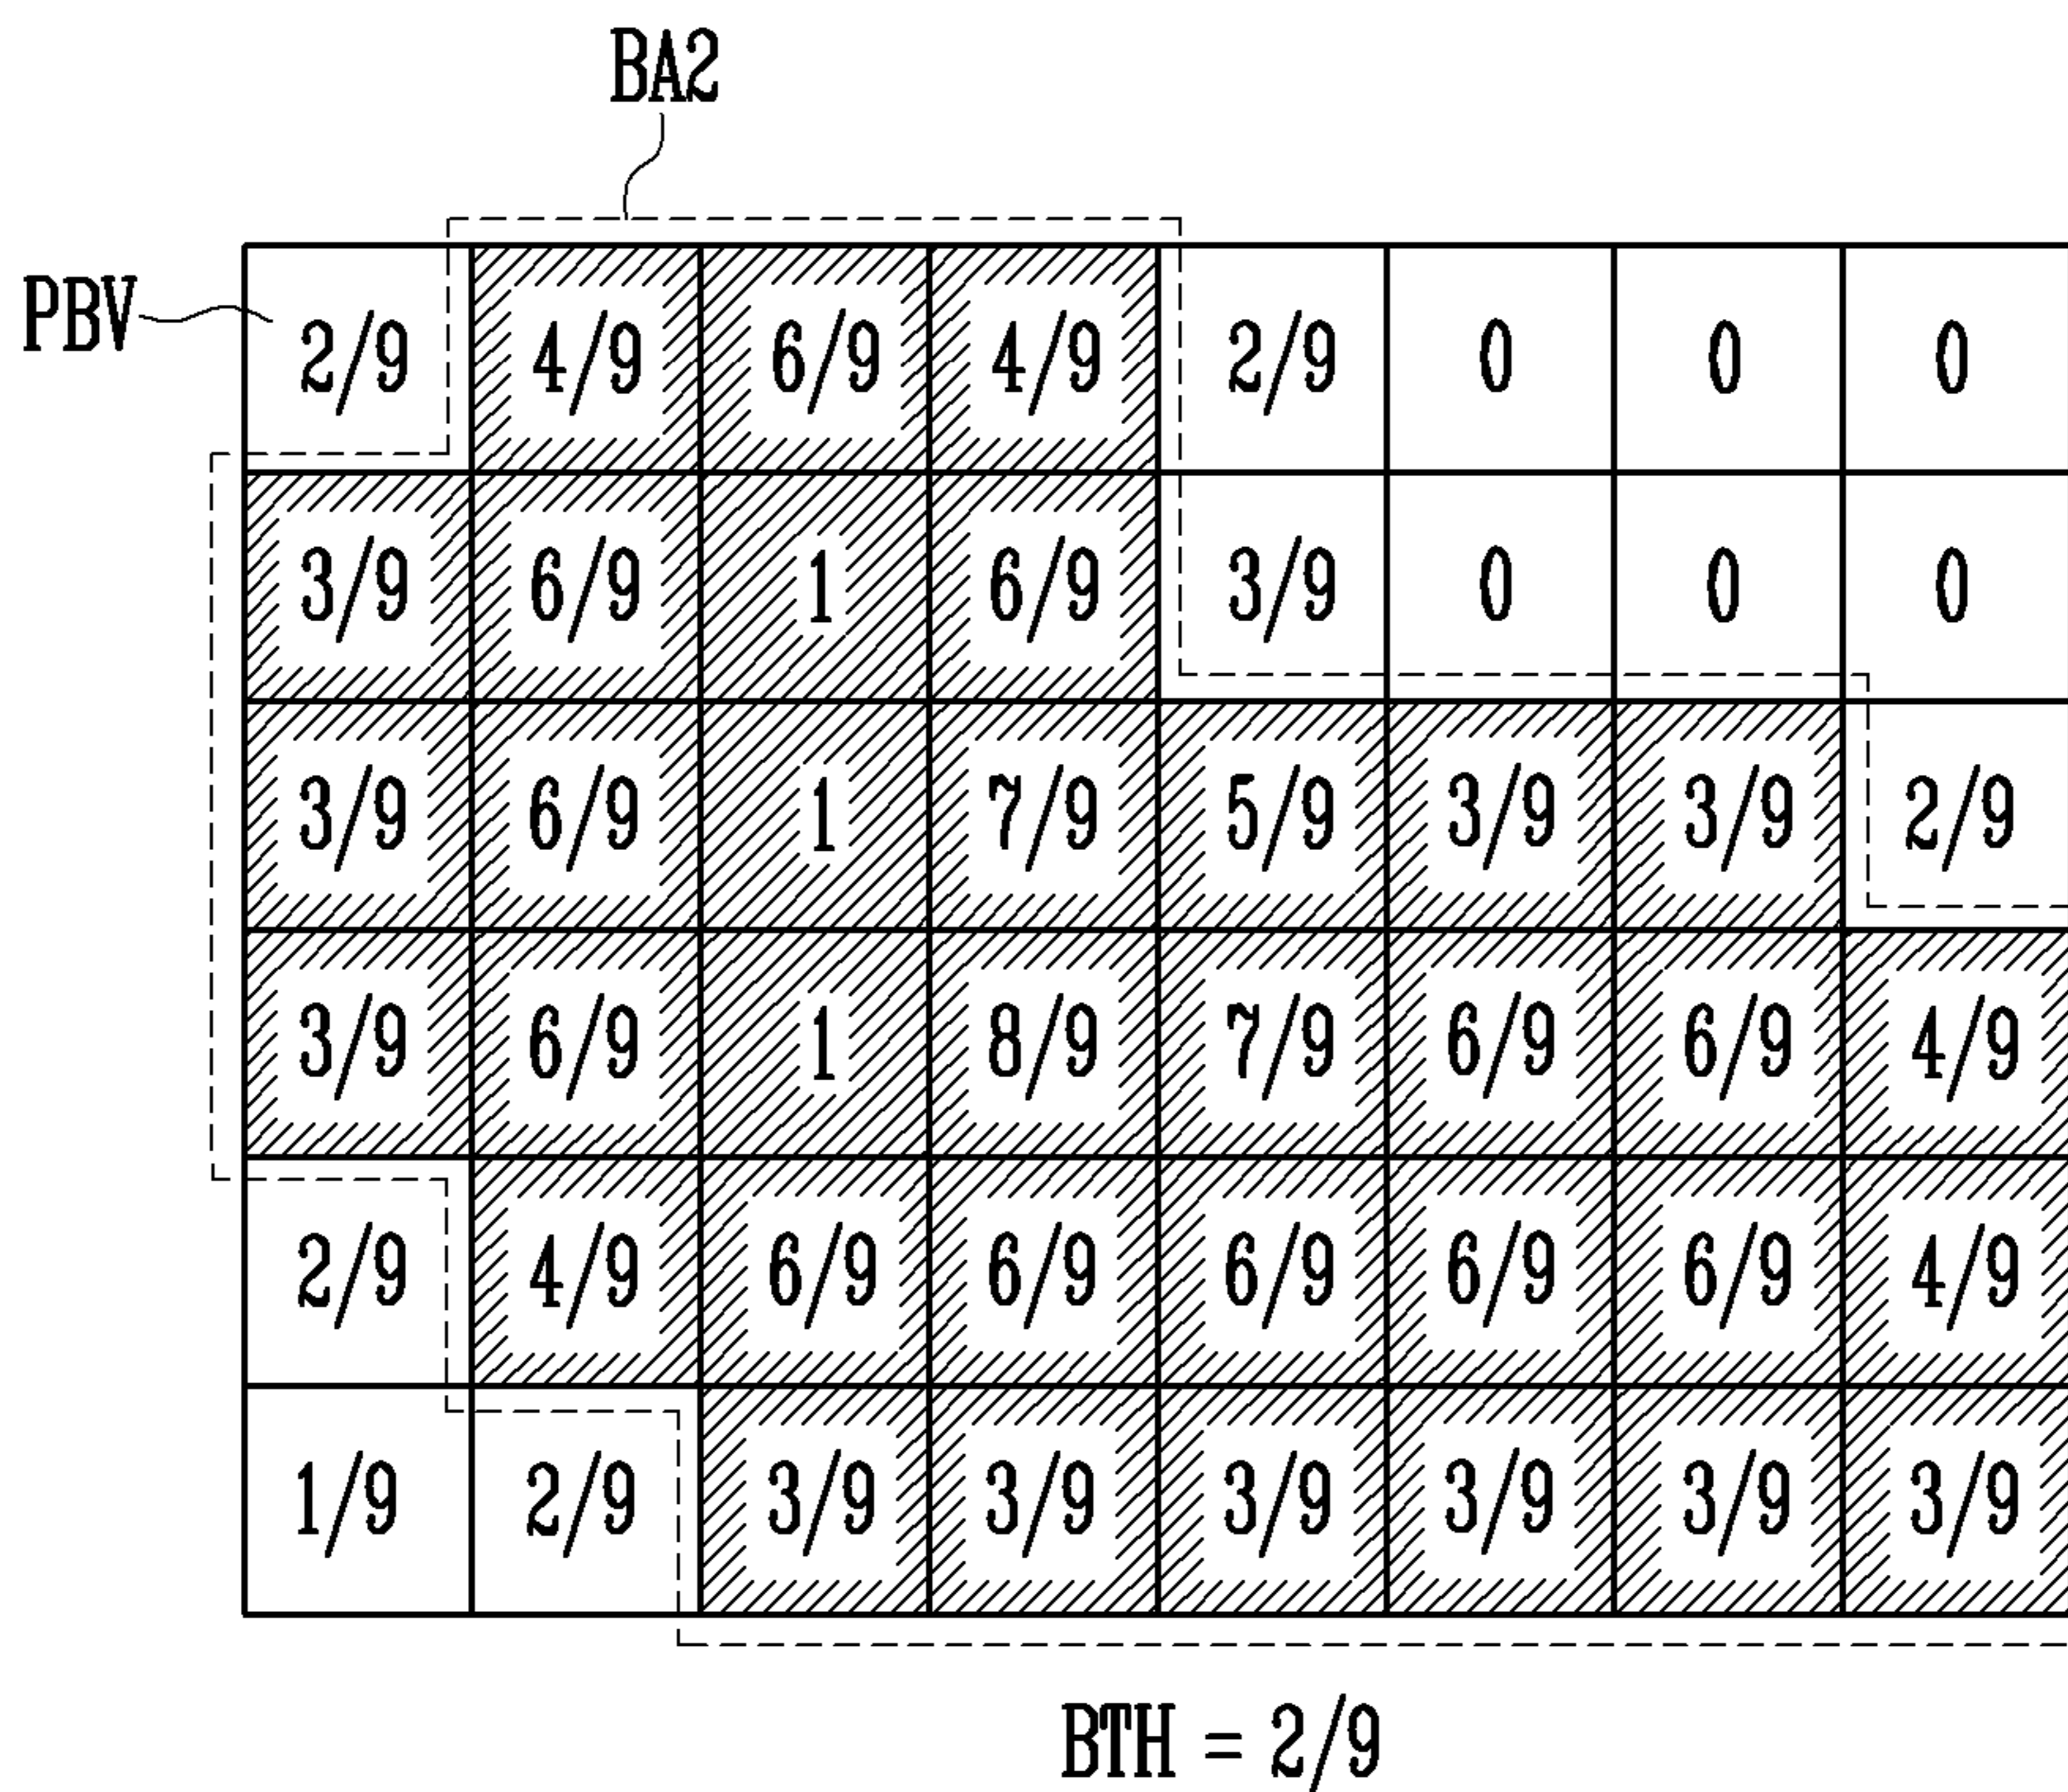 BA2
PBV
2/9 4/9 6/9 4/9 2/9 0 0 0
3/9 6/9 1 6/9 3/9 0 0 0
3/9 6/9 1 7/9 5/9 3/9 3/9 2/9
3/9 6/9 1 8/9 7/9 6/9 6/9 4/9
2/9 4/9 6/9 6/9 6/9 6/9 6/9 4/9
1/9 2/9 3/9 3/9 3/9 3/9 3/9 3/9
BTH = 2/9